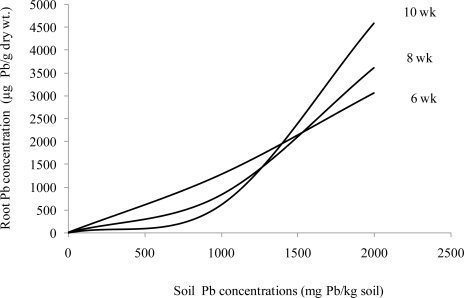 5000
4500
4000
3500
3000
2500
2000
1500
1000
500
0
Root Pb concentration (µg Pb/g dry wt.)
10 wk
8 wk
6 wk
0 500 1000 1500 2000 2500
Soil Pb concentrations (mg Pb/kg soil)